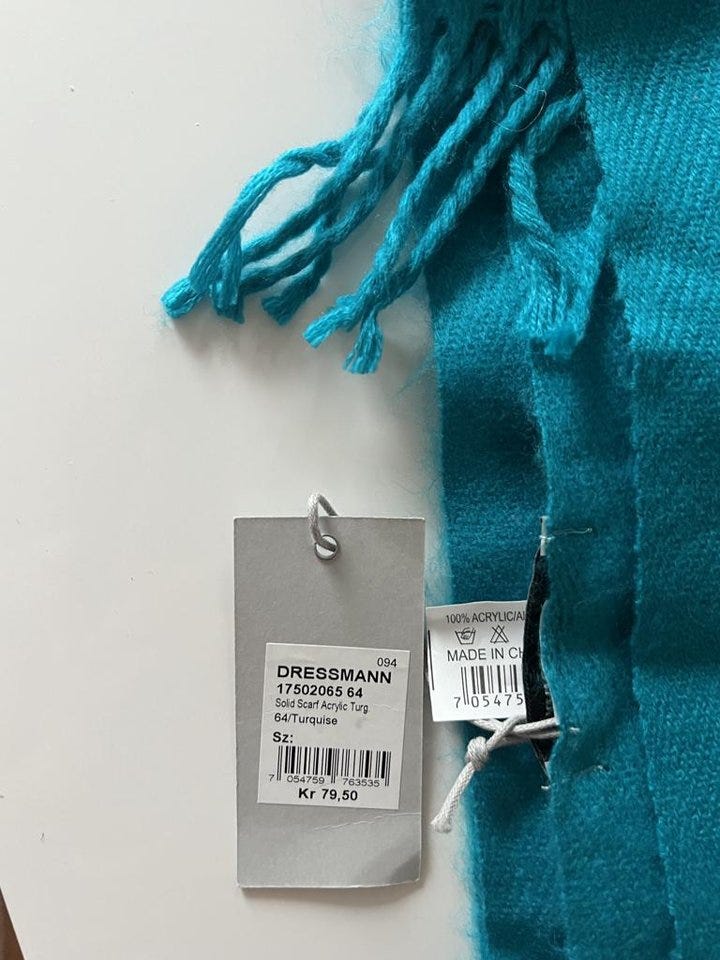 094
DRESSMANN
17502065 64
Solid Scarf Acrylic Turg.
64/Turquise
Sz:
7 054759 763535
Kr 79,50
100% ACRYLIC/
MADE IN
7 05475